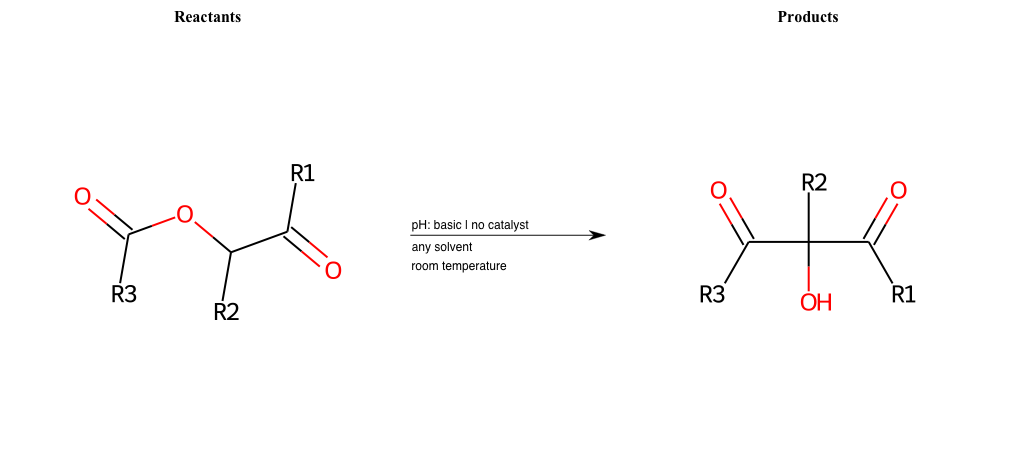 Reactants
Products
R1
O
O
O
R3
R2
pH: basic | no catalyst
any solvent
room temperature
R2
O
O
R3
OH
R1